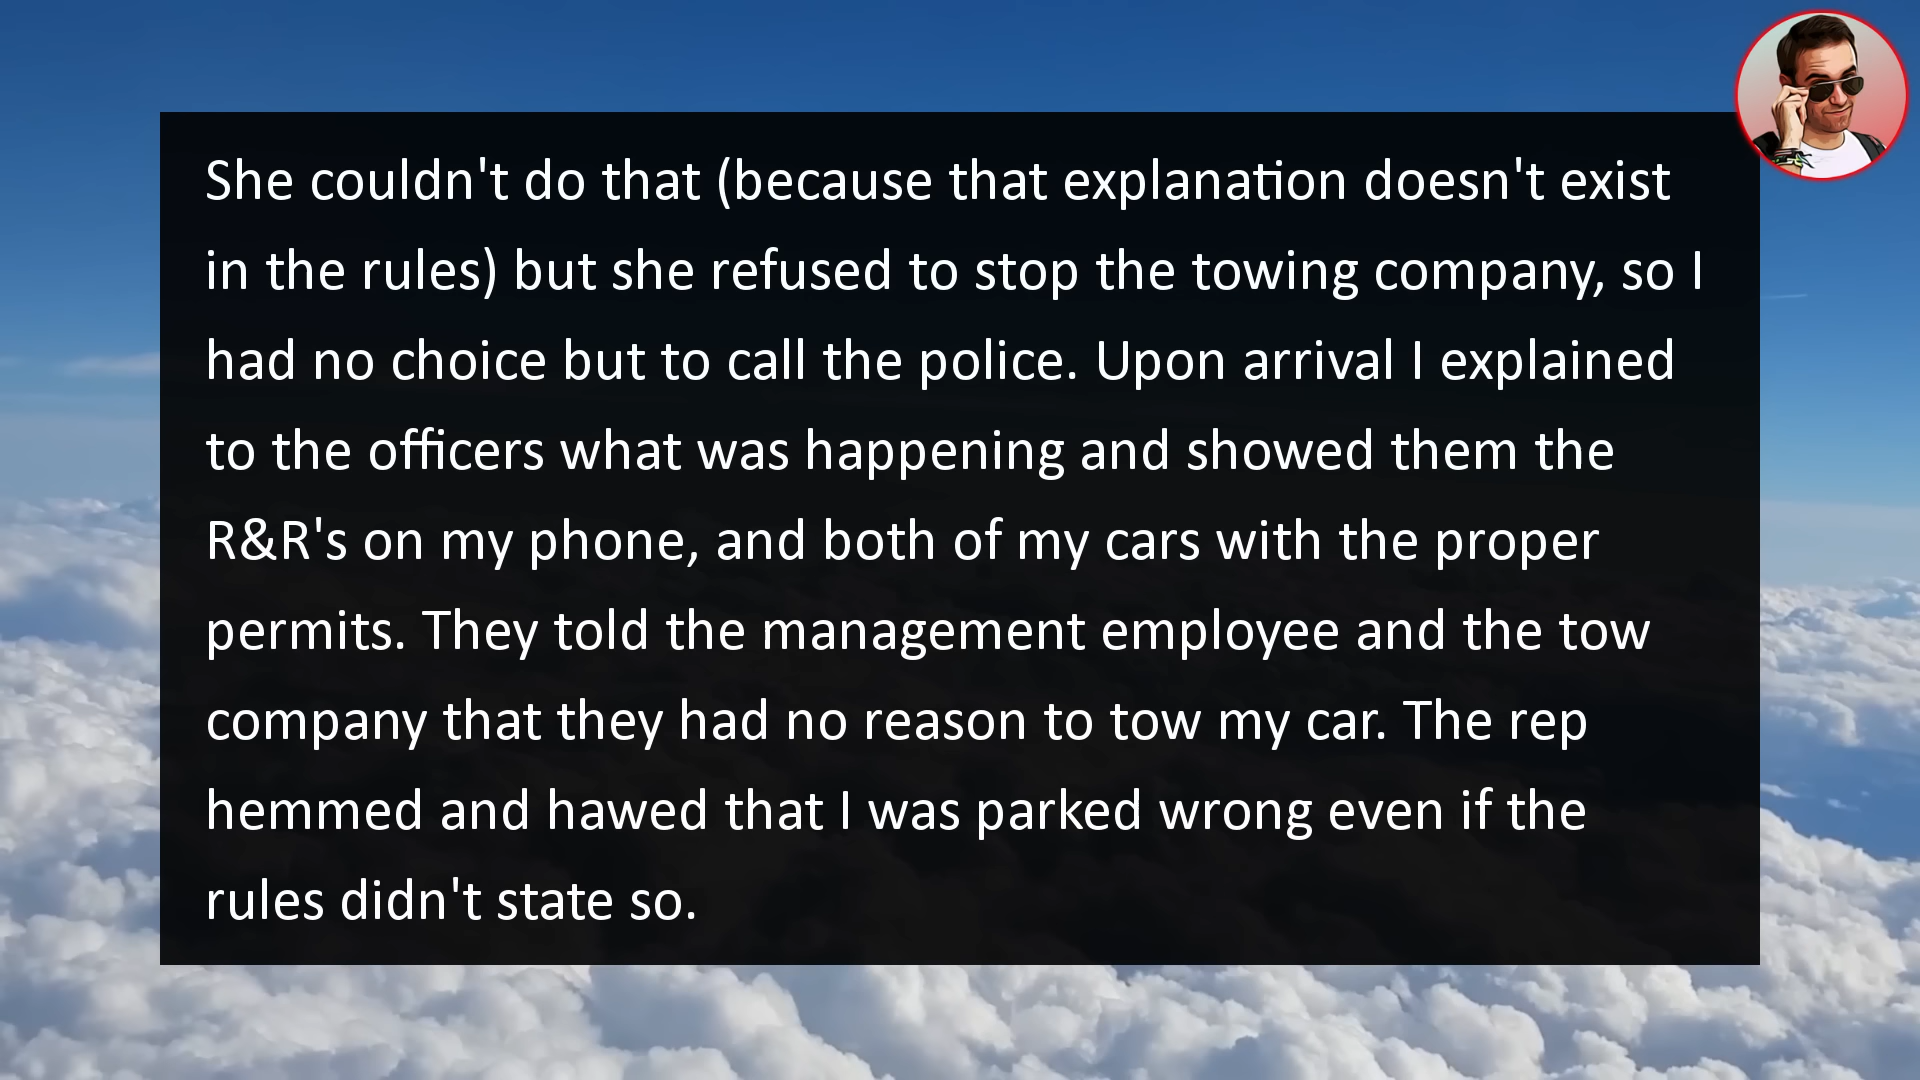 She couldn't do that (because that explanation doesn't exist
in the rules) but she refused to stop the towing company, so I
had no choice but to call the police. Upon arrival I explained
to the officers what was happening and showed them the
R&R's on my phone, and both of my cars with the proper
permits. They told the management employee and the tow
company that they had no reason to tow my car. The rep
hemmed and hawed that I was parked wrong even if the
rules didn't state so.